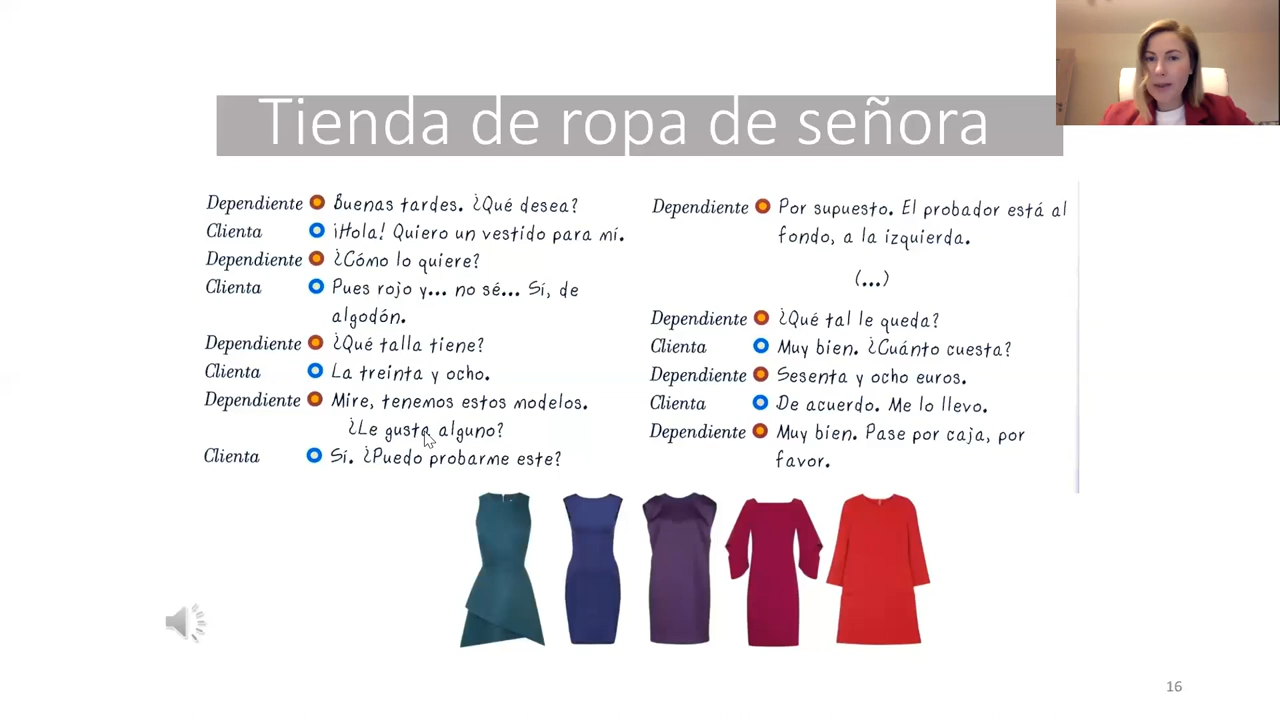 Tienda de ropa de señora
Dependiente Buenas tardes. ¿Qué desea?
Clienta ¡Hola! Quiero un vestido para mí.
Dependiente ¿Cómo lo quiere?
Clienta Pues rojo y... no sé... Sí, de
algodón.
Dependiente ¿Qué talla tiene?
Clienta La treinta y ocho.
Dependiente Mire, tenemos estos modelos.
¿Le gusta alguno?
Clienta Sí. ¿Puedo probarme este?
Dependiente Por supuesto. El probador está al
fondo, a la izquierda.
(...)
Dependiente ¿Qué tal le queda?
Clienta Muy bien. ¿Cuánto cuesta?
Dependiente Sesenta y ocho euros.
Clienta De acuerdo. Me lo llevo.
Dependiente Muy bien. Pase por caja, por
favor.
16